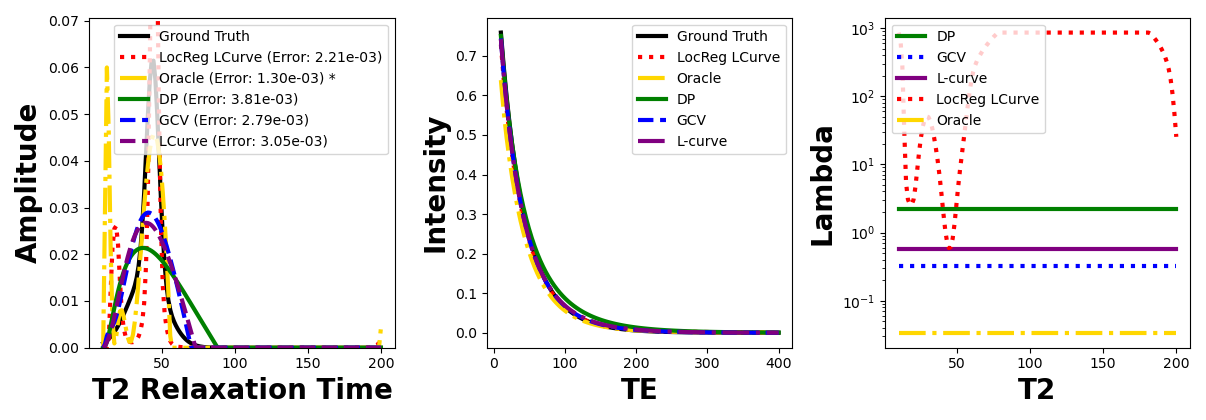 0.07
0.06
0.05
0.04
0.03
0.02
0.01
0.00
Amplitude
Ground Truth
LocReg LCurve (Error: 2.21e-03)
Oracle (Error: 1.30e-03) *
DP (Error: 3.81e-03)
GCV (Error: 2.79e-03)
LCurve (Error: 3.05e-03)
50
100
150
200
T2 Relaxation Time
0.7
0.6
0.5
0.4
0.3
0.2
0.1
0.0
Intensity
Ground Truth
LocReg LCurve
Oracle
DP
GCV
L-curve
0
100
200
300
400
TE
10³
10²
10¹
10⁰
10⁻¹
Lambda
DP
GCV
L-curve
LocReg LCurve
Oracle
50
100
150
200
T2